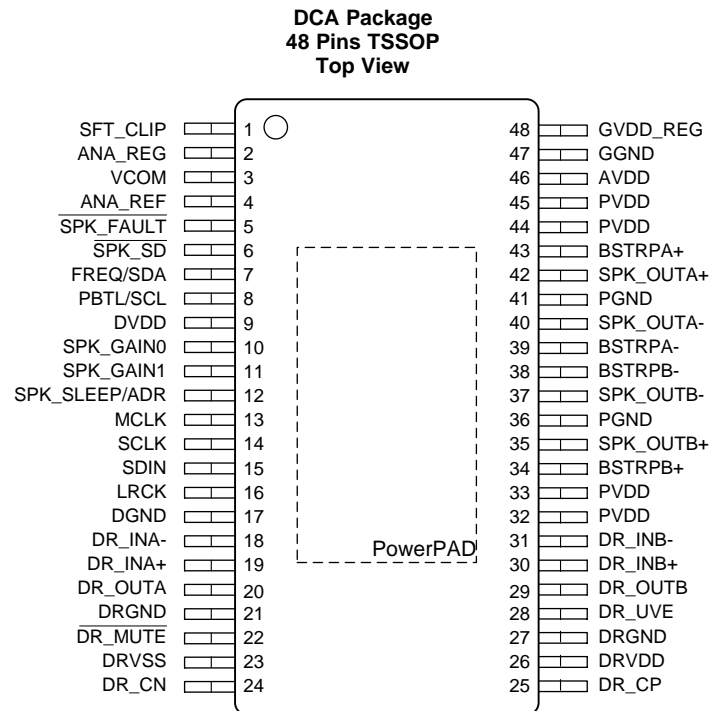 DCA Package
48 Pins TSSOP
Top View
SFT_CLIP 1 48 GVDD_REG
ANA_REG 2 47 GGND
VCOM 3 46 AVDD
ANA_REF 4 45 PVDD
SPK_FAULT 5 44 PVDD
SPK_SD 6 43 BSTRPA+
FREQ/SDA 7 42 SPK_OUTA+
PBTL/SCL 8 41 PGND
DVDD 9 40 SPK_OUTA-
SPK_GAIN0 10 39 BSTRPA-
SPK_GAIN1 11 38 BSTRPB-
SPK_SLEEP/ADR 12 37 SPK_OUTB-
MCLK 13 36 PGND
SCLK 14 35 SPK_OUTB+
SDIN 15 34 BSTRPB+
LRCK 16 33 PVDD
DGND 17 32 PVDD
DR_INA- 18 PowerPAD 31 DR_INB-
DR_INA+ 19 30 DR_INB+
DR_OUTA 20 29 DR_OUTB
DRGND 21 28 DR_UVE
DR_MUTE 22 27 DRGND
DRVSS 23 26 DRVDD
DR_CN 24 25 DR_CP